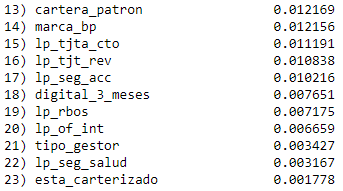 13) cartera_patron 0.012169
14) marca_bp 0.012156
15) lp_tjta_cto 0.011191
16) lp_tjt_rev 0.010838
17) lp_seg_acc 0.010216
18) digital_3_meses 0.007651
19) lp_rbos 0.007175
20) lp_of_int 0.006659
21) tipo_gestor 0.003427
22) lp_seg_salud 0.003167
23) esta_carterizado 0.001778